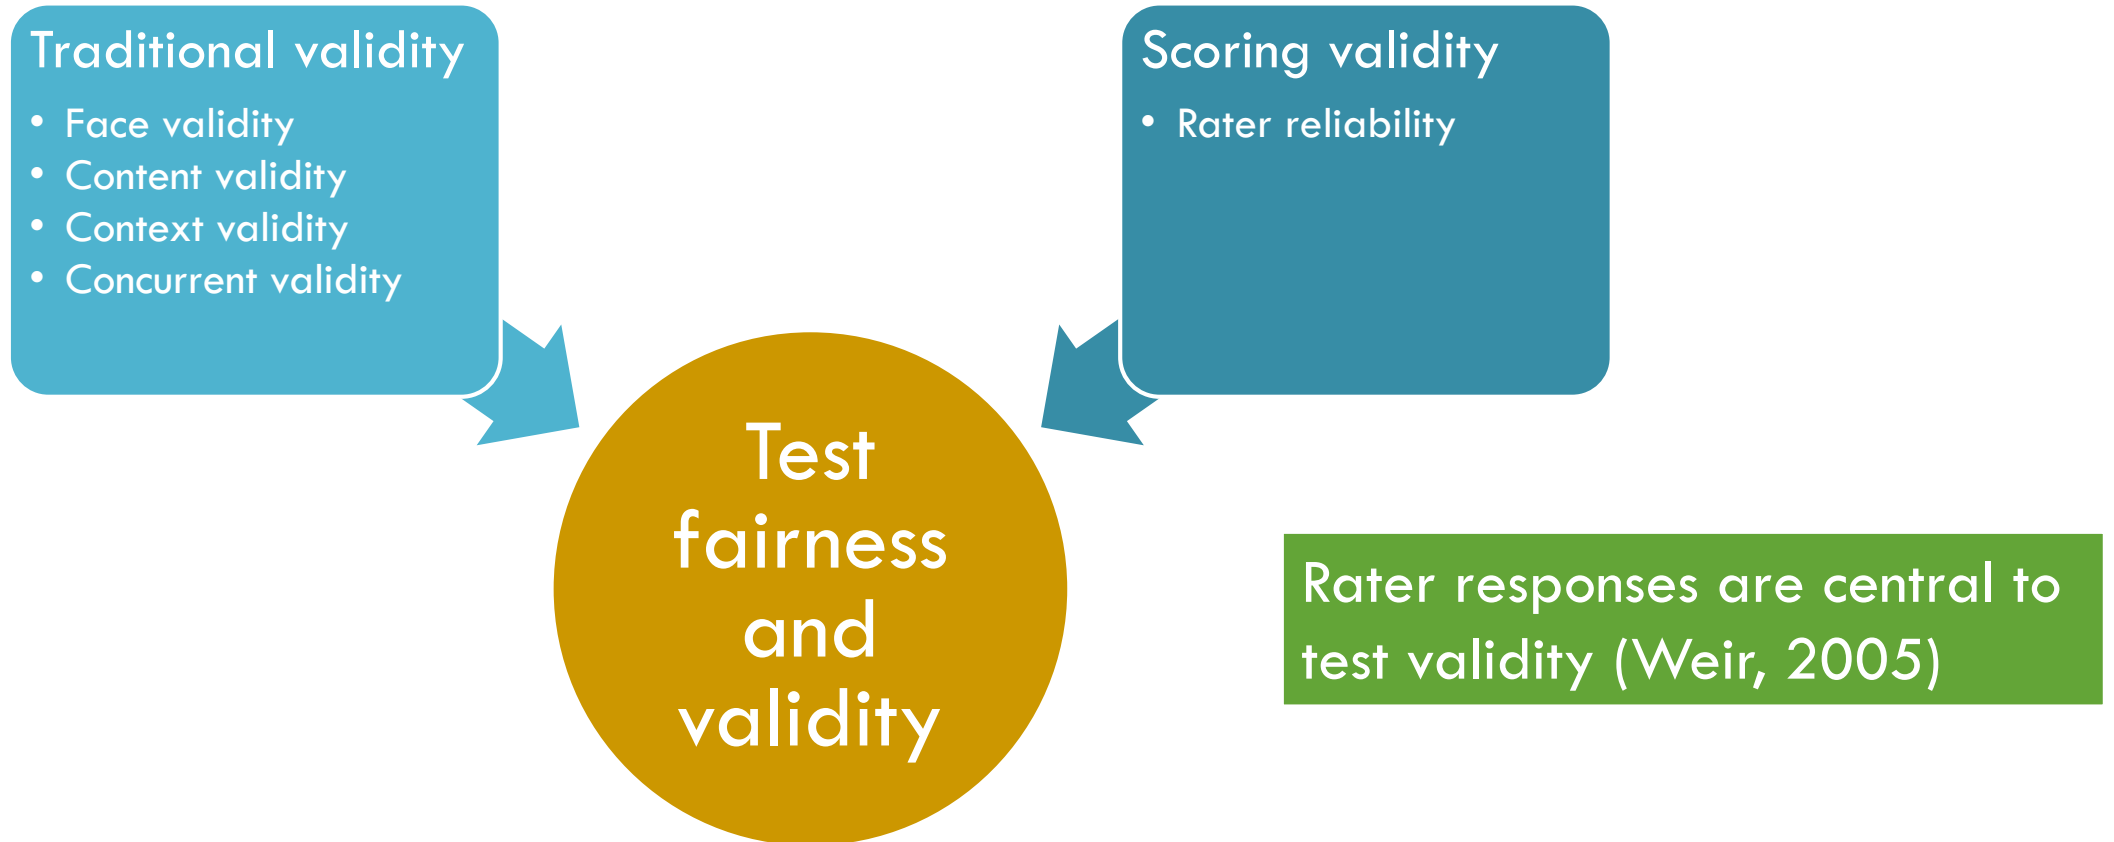 Traditional validity
• Face validity
• Content validity
• Context validity
• Concurrent validity
Scoring validity
• Rater reliability
Test
fairness
and
validity
Rater responses are central to
test validity (Weir, 2005)